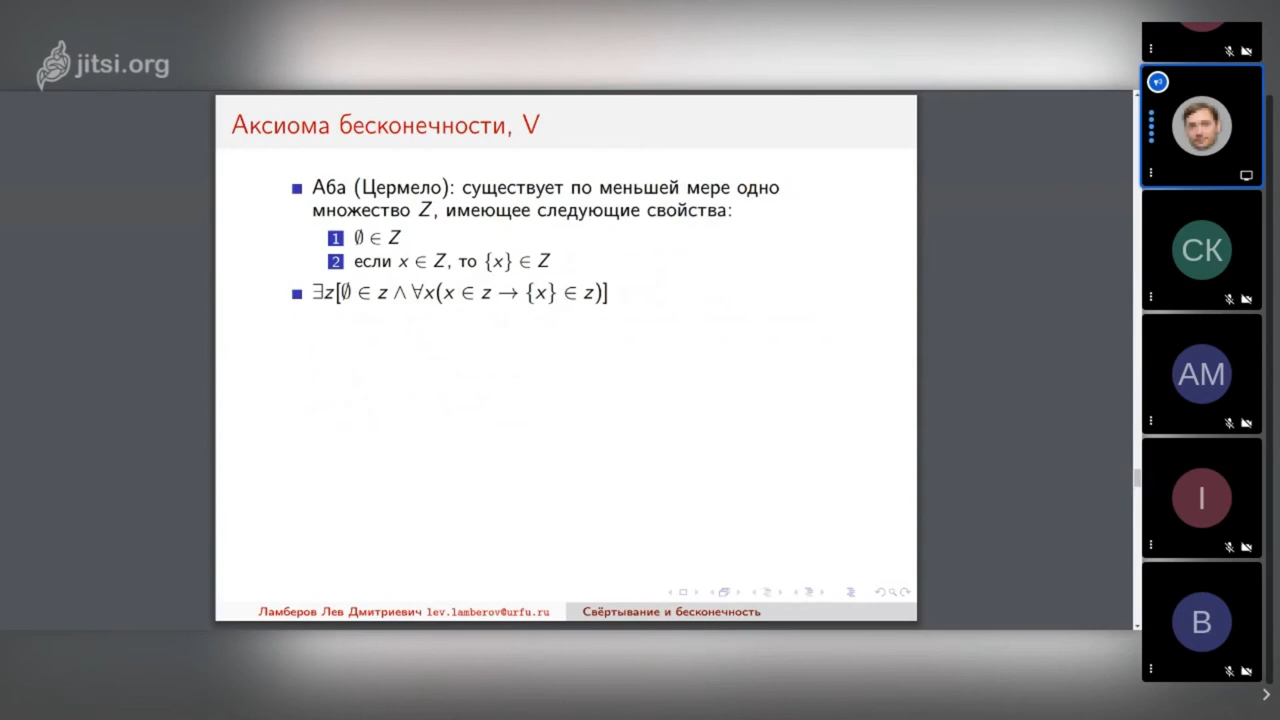 jitsi.org
Аксиома бесконечности, V
Аба (Цермело): существует по меньшей мере одно
множество Z, имеющее следующие свойства:
1 ∅ ∈ Z
2 если x ∈ Z, то {x} ∈ Z
∃z[∅ ∈ z ∧ ∀x(x ∈ z → {x} ∈ z)]
Ламберов Лев Дмитриевич lev.lamberov@urfu.ru
Свёртывание и бесконечность
СК
АМ
I
В